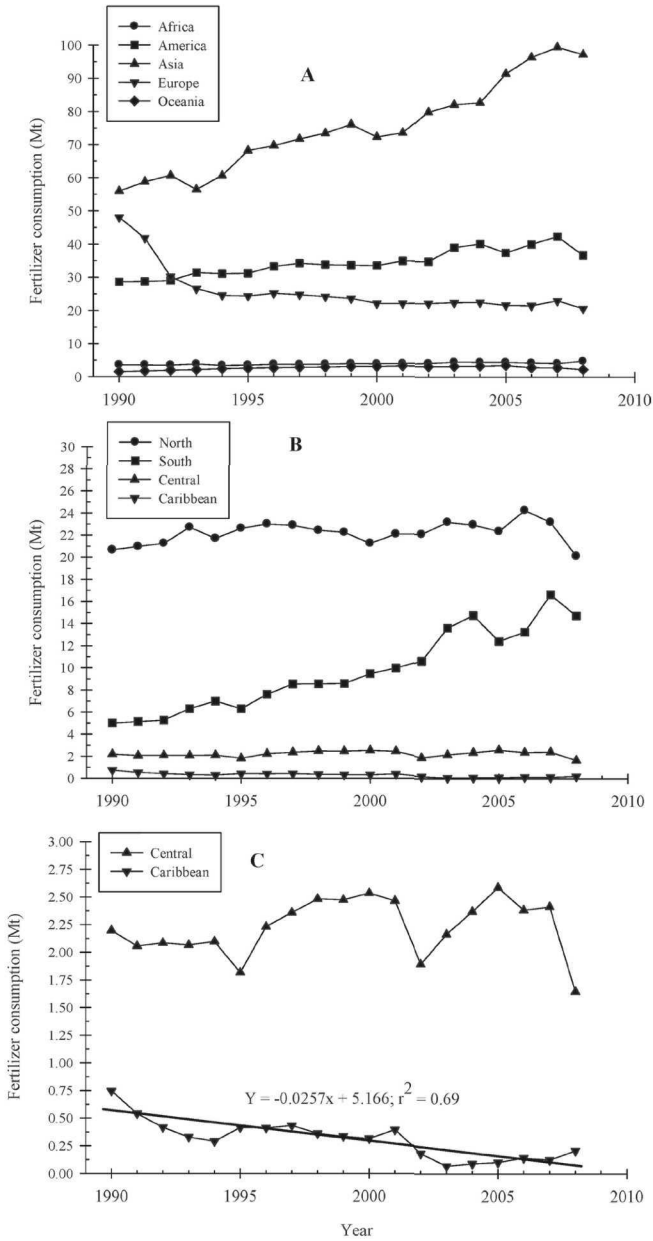 Africa
America
Asia
Europe
Oceania
A
Fertilizer consumption (Mt)
100
90
80
70
60
50
40
30
20
10
0
1990 1995 2000 2005 2010
North
South
Central
Caribbean
B
Fertilizer consumption (Mt)
30
28
26
24
22
20
18
16
14
12
10
8
6
4
2
0
1990 1995 2000 2005 2010
Central
Caribbean
C
Fertilizer consumption (Mt)
3.00
2.75
2.50
2.25
2.00
1.75
1.50
1.25
1.00
0.75
0.50
0.25
0.00
Y = -0.0257x + 5.166; r² = 0.69
1990 1995 2000 2005 2010
Year